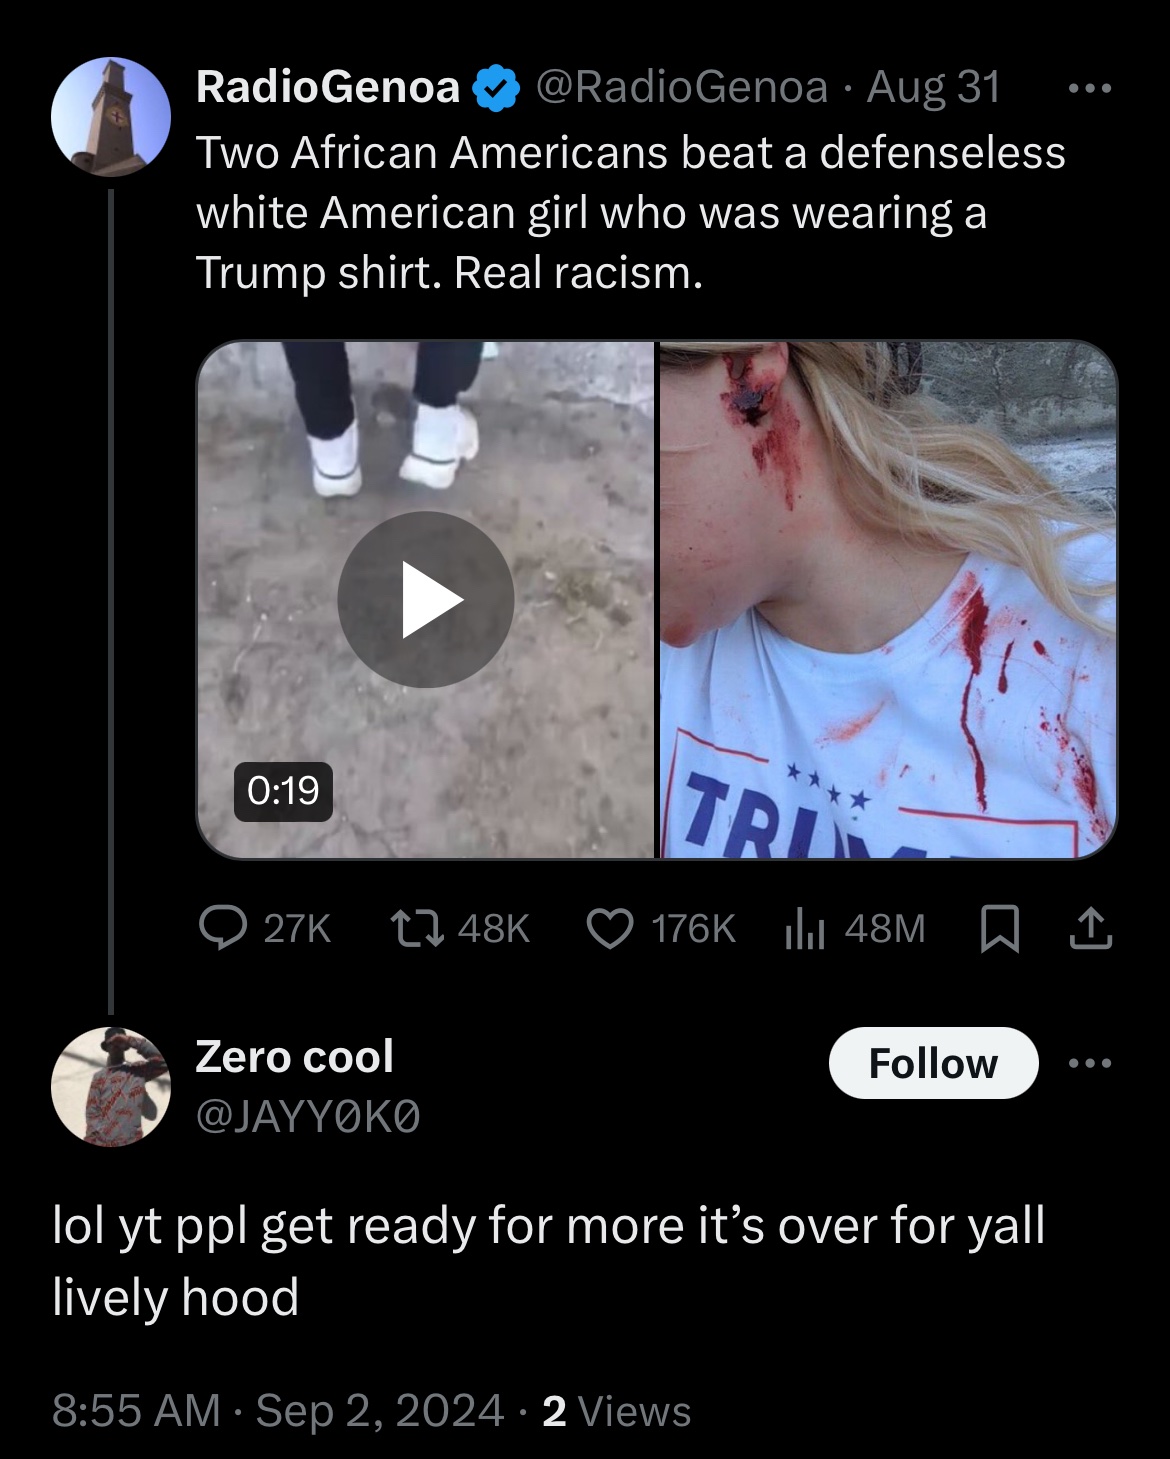 RadioGenoa @RadioGenoa · Aug 31
Two African Americans beat a defenseless
white American girl who was wearing a
Trump shirt. Real racism.
TRUMP
0:19
27K 48K 176K 48M
Zero cool
Follow
@JAYY0K0
lol yt ppl get ready for more it’s over for yall
lively hood
8:55 AM · Sep 2, 2024 · 2 Views